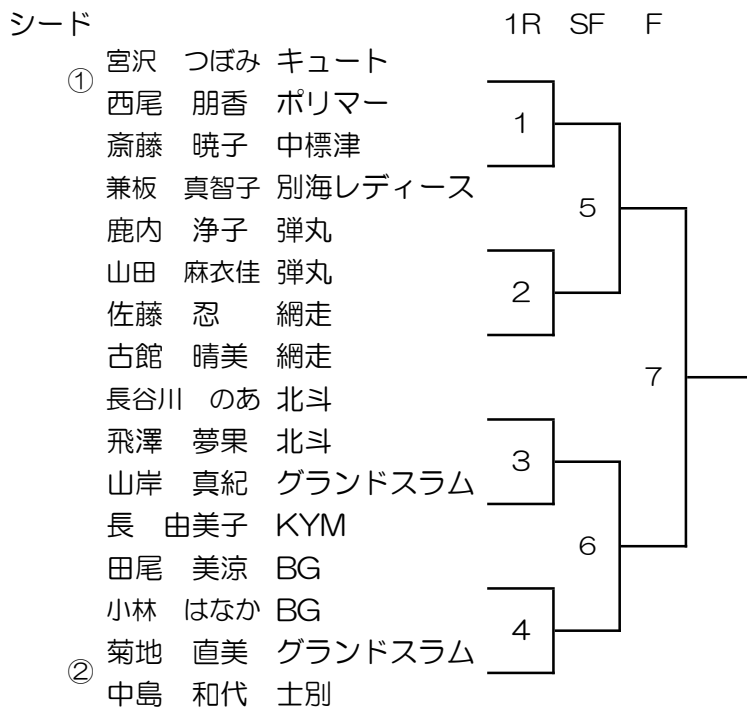 シード 1R SF F
宮沢 つぼみ キュート
①
西尾 朋香 ポリマー
1
斎藤 暁子 中標津
兼板 真智子 別海レディース
5
鹿内 浄子 弾丸
山田 麻衣佳 弾丸
2
佐藤 忍 網走
古館 晴美 網走
7
長谷川 のあ 北斗
飛澤 夢果 北斗
3
山岸 真紀 グランドスラム
長 由美子 KYM
6
田尾 美涼 BG
小林 はなか BG
4
菊地 直美 グランドスラム
②
中島 和代 士別